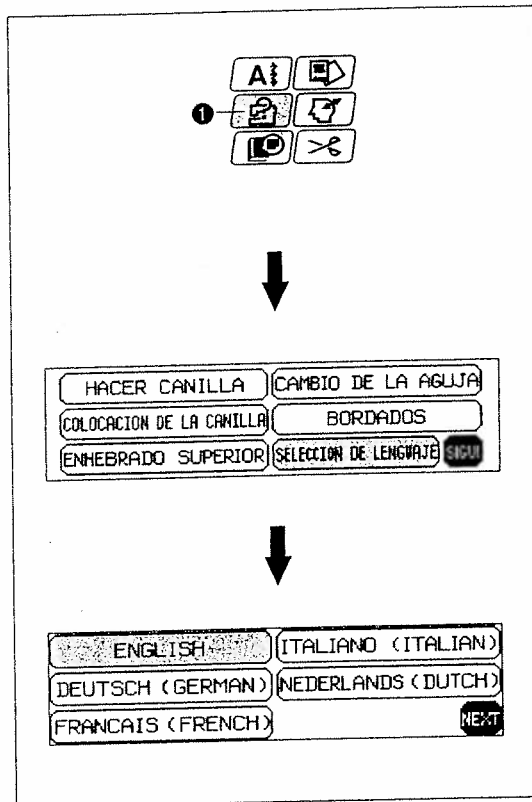 A
1
HACER CANILLA
CAMBIO DE LA AGUJA
COLOCACION DE LA CANILLA
BORDADOS
ENHEBRADO SUPERIOR
SELECCION DE LENGUAJE
SIGUI
ENGLISH
ITALIANO (ITALIAN)
DEUTSCH (GERMAN)
NEDERLANDS (DUTCH)
FRANCAIS (FRENCH)
NEXT